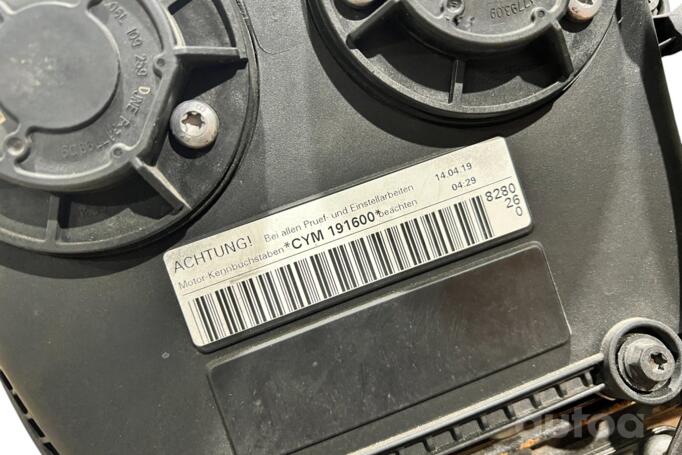 ACHTUNG! Bei allen Pruef- und Einstellarbeiten 14.04.19
Motor-Kennbuchstaben *CYM 191600* beachten 04:29
8280
26
0